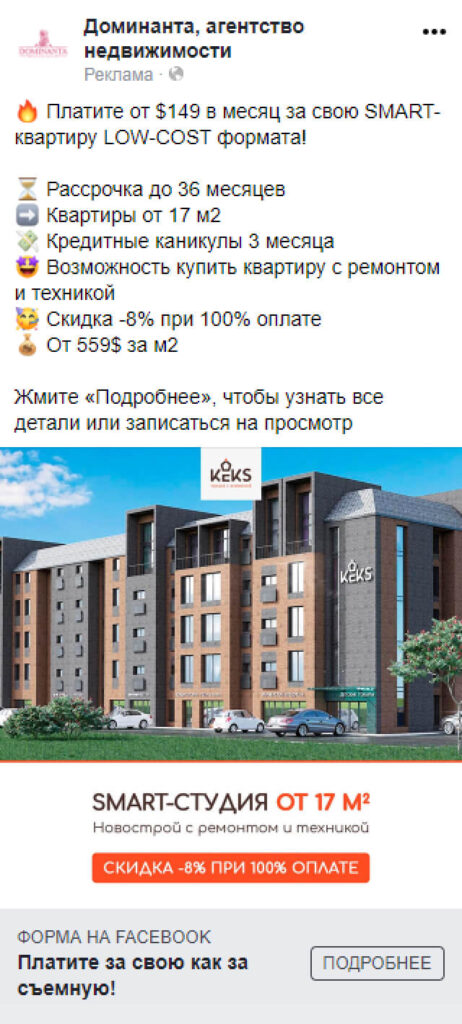 Доминанта, агентство
недвижимости
DOMINANTA
Реклама ·
🔥 Платите от $149 в месяц за свою SMART-
квартиру LOW-COST формата!
⏳ Рассрочка до 36 месяцев
➡️ Квартиры от 17 м2
💸 Кредитные каникулы 3 месяца
🤩 Возможность купить квартиру с ремонтом
и техникой
🥳 Скидка -8% при 100% оплате
💰 От 559$ за м2
Жмите «Подробнее», чтобы узнать все
детали или записаться на просмотр
KEKS
KEKS
SMART-СТУДИЯ ОТ 17 М²
Новострой с ремонтом и техникой
СКИДКА -8% ПРИ 100% ОПЛАТЕ
ФОРМА НА FACEBOOK
Платите за свою как за
съемную!
ПОДРОБНЕЕ